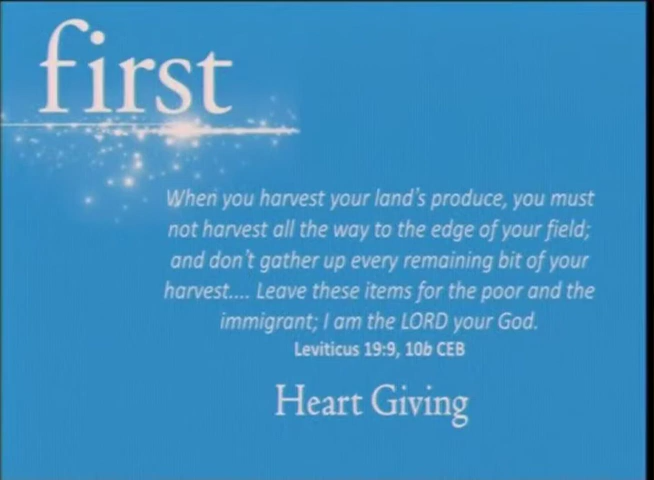 first
When you harvest your land's produce, you must
not harvest all the way to the edge of your field;
and don't gather up every remaining bit of your
harvest.... Leave these items for the poor and the
immigrant; I am the LORD your God.
Leviticus 19:9, 10b CEB
Heart Giving